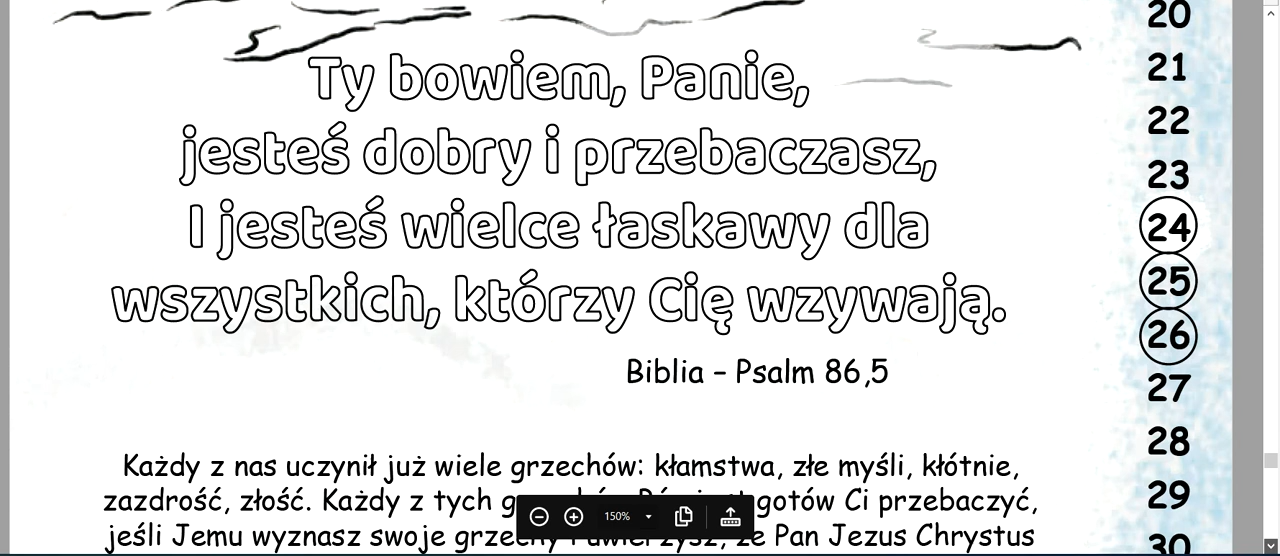 Ty bowiem, Panie,
jesteś dobry i przebaczasz,
I jesteś wielce łaskawy dla
wszystkich, którzy Cię wzywają.
Biblia – Psalm 86,5
Każdy z nas uczynił już wiele grzechów: kłamstwa, złe myśli, kłótnie,
zazdrość, złość. Każdy z tych gotów Ci przebaczyć,
jeśli Jemu wyznasz swoje grzechy i uwierzysz, że Pan Jezus Chrystus
150%
20
21
22
23
24
25
26
27
28
29
30